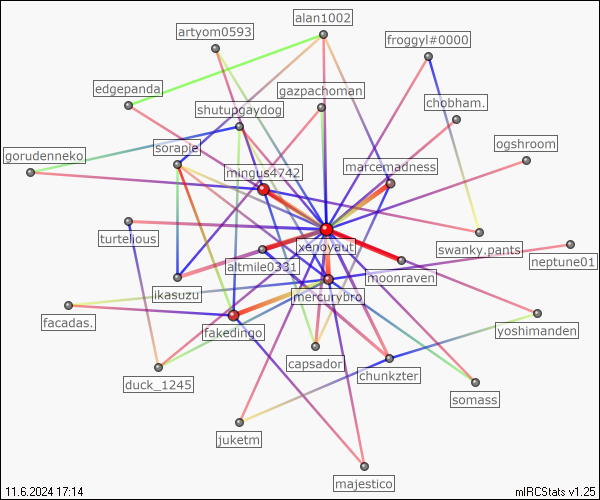 alan1002
artyom0593
froggyl#0000
edgepanda
gazpachoman
chobham.
shutupgaydog
ogshroom
sorapie
gorudenneko
marcemadness
mingus4742
turtelious
xenoyaut
swanky.pants
neptune01
altmile0331
moonraven
ikasuzu
mercurybro
facadas.
fakedingo
yoshimanden
capsador
chunkzter
duck_1245
somass
juketm
majestico
11.6.2024 17:14
mIRCStats v1.25